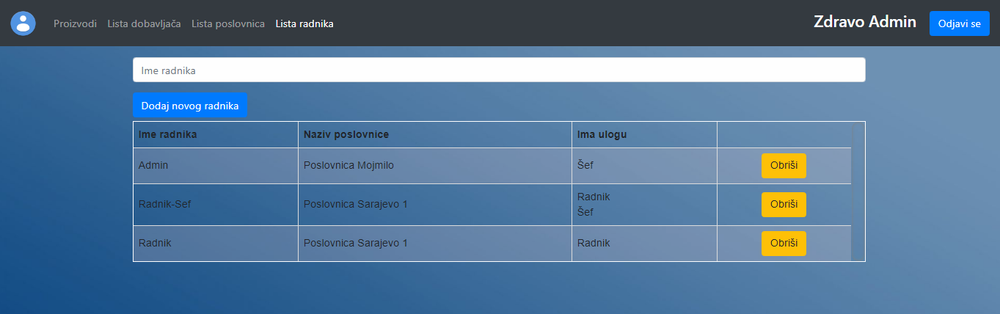 Proizvodi Lista dobavljača Lista poslovnica Lista radnika Zdravo Admin Odjavi se
Ime radnika
Dodaj novog radnika
Ime radnika Naziv poslovnice Ima ulogu
Admin Poslovnica Mojmilo Šef Obriši
Radnik-Sef Poslovnica Sarajevo 1 Radnik Šef Obriši
Radnik Poslovnica Sarajevo 1 Radnik Obriši